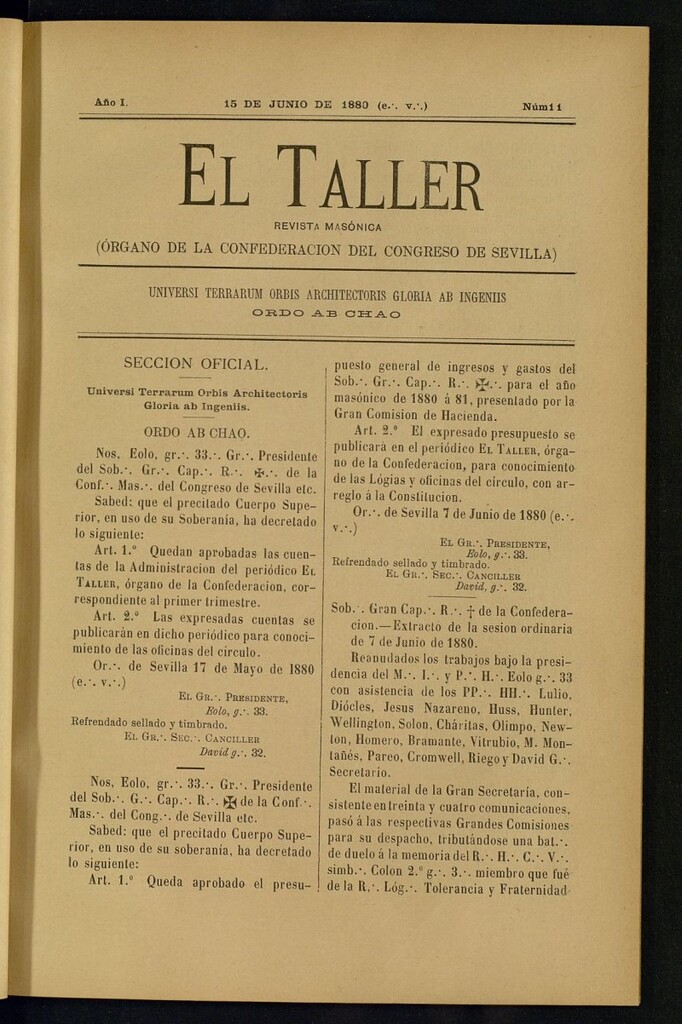 Año I.
15 DE JUNIO DE 1880 (e.·. v.·.)
Núm11
EL TALLER
REVISTA MASÓNICA
(ÓRGANO DE LA CONFEDERACION DEL CONGRESO DE SEVILLA)
UNIVERSI TERRARUM ORBIS ARCHITECTORIS GLORIA AB INGENIIS
ORDO AB CHAO
SECCION OFICIAL.
Universi Terrarum Orbis Architectoris
Gloria ab Ingeniis.
ORDO AB CHAO.
Nos, Eolo, gr.·. 33.·. Gr.·. Presidente
del Sob.·. Gr.·. Cap.·. R.·. ✠.·. de la
Conf.·. Mas.·. del Congreso de Sevilla etc.
Sabed: que el precitado Cuerpo Supe-
rior, en uso de su Soberanía, ha decretado
lo siguiente:
Art. 1.º Quedan aprobadas las cuen-
tas de la Administracion del periódico EL
TALLER, órgano de la Confederacion, cor-
respondiente al primer trimestre.
Art. 2.º Las expresadas cuentas se
publicarán en dicho periódico para conoci-
miento de las oficinas del círculo.
Or.·. de Sevilla 17 de Mayo de 1880
(e.·. v.·.)
EL GR.·. PRESIDENTE,
Eolo, g.·. 33.
Refrendado sellado y timbrado.
EL GR.·. SEC.·. CANCILLER
David g.·. 32.
Nos, Eolo, gr.·. 33.·. Gr.·. Presidente
del Sob.·. G.·. Cap.·. R.·. ✠ de la Conf.·.
Mas.·. del Cong.·. de Sevilla etc.
Sabed: que el precitado Cuerpo Supe-
rior, en uso de su soberanía, ha decretado
lo siguiente:
Art. 1.º Queda aprobado el presu-
puesto general de ingresos y gastos del
Sob.·. Gr.·. Cap.·. R.·. ✠.·. para el año
masónico de 1880 á 81, presentado por la
Gran Comision de Hacienda.
Art. 2.º El expresado presupuesto se
publicará en el periódico EL TALLER, órga-
no de la Confederacion, para conocimiento
de las Lógias y oficinas del círculo, con ar-
reglo á la Constitucion.
Or.·. de Sevilla 7 de Junio de 1880 (e.·.
v.·.)
EL GR.·. PRESIDENTE,
Eolo, g.·. 33.
Refrendado sellado y timbrado.
EL GR.·. SEC.·. CANCILLER
David, g.·. 32.
Sob.·. Gran Cap.·. R.·. † de la Confedera-
cion.—Extracto de la sesion ordinaria
de 7 de Junio de 1880.
Reanudados los trabajos bajo la presi-
dencia del M.·. I.·. y P.·. H.·. Eolo g.·. 33
con asistencia de los PP.·. HH.·. Lulio,
Diócles, Jesus Nazareno, Huss, Hunter,
Wellington, Solon, Cháritas, Olimpo, New-
ton, Homero, Bramante, Vitrubio, M. Mon-
tañés, Pareo, Cromwell, Riego y David G.·.
Secretario.
El material de la Gran Secretaría, con-
sistente en treinta y cuatro comunicaciones,
pasó á las respectivas Grandes Comisiones
para su despacho, tributándose una bat.·.
de duelo á la memoria del R.·. H.·. C.·. V.·.
simb.·. Colon 2.º g.·. 3.·. miembro que fué
de la R.·. Lóg.·. Tolerancia y Fraternidad